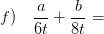 f) a/6t + b/8t =